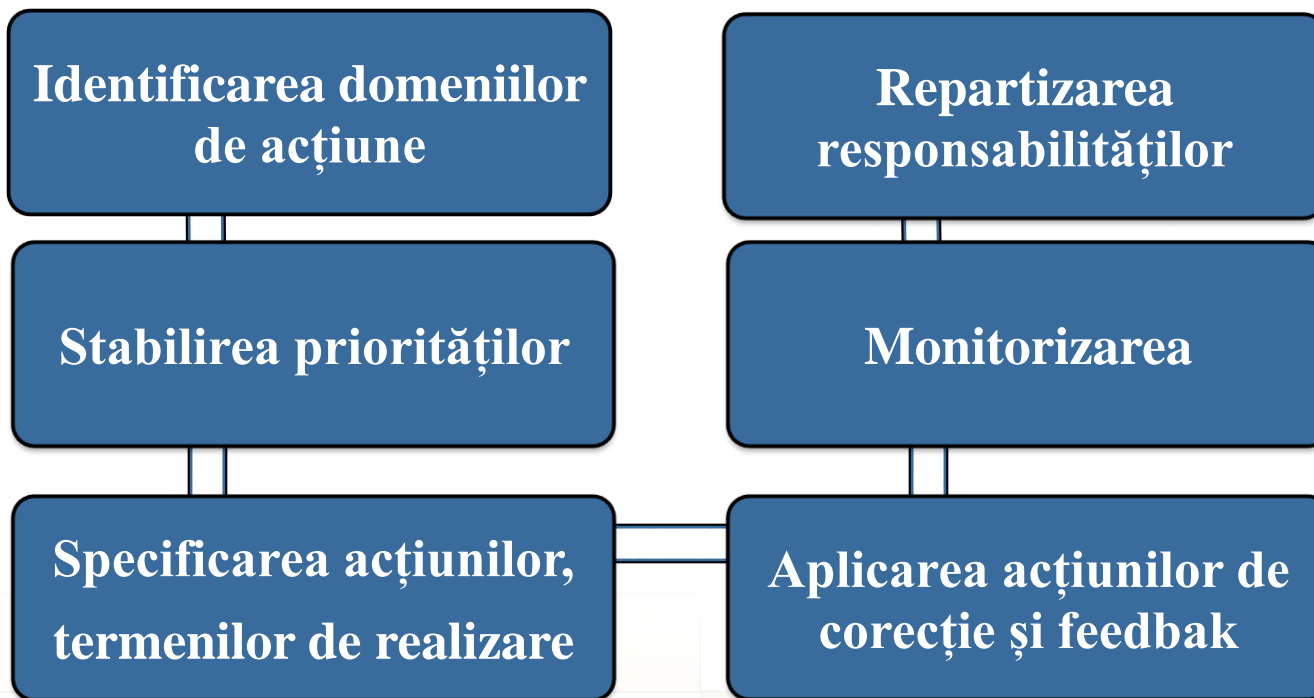 Identificarea domeniilor
de acțiune
Stabilirea priorităților
Specificarea acțiunilor,
termenilor de realizare
Repartizarea
responsabilităților
Monitorizarea
Aplicarea acțiunilor de
corecție și feedbak